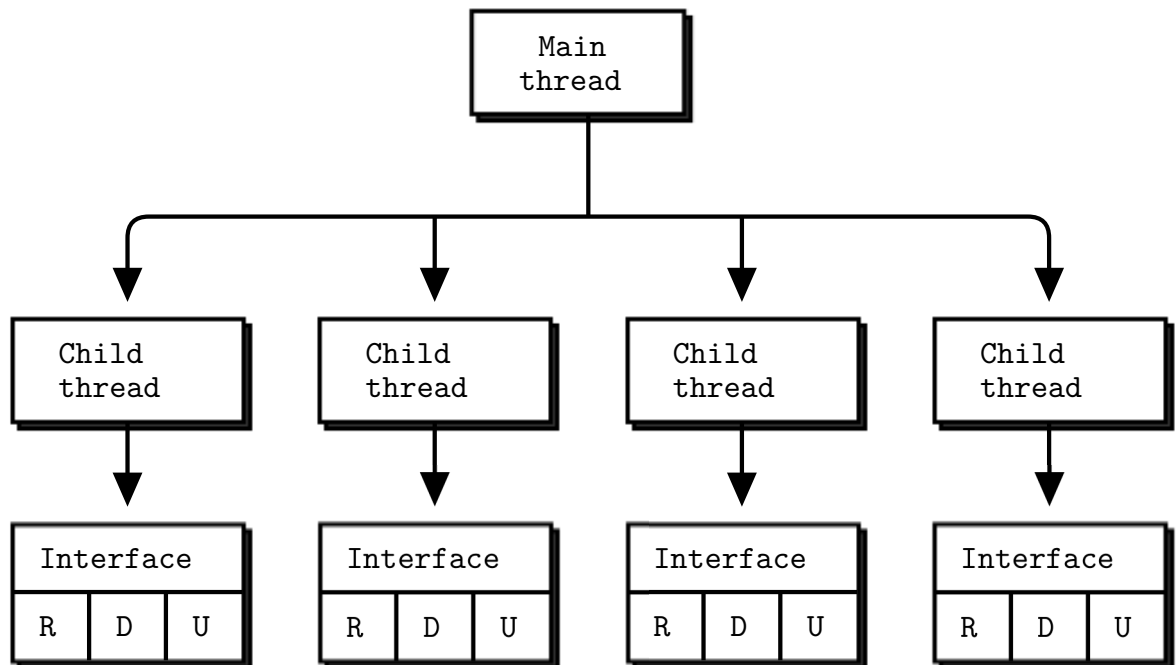 Main
thread
Child
thread
Child
thread
Child
thread
Child
thread
Interface
R D U
Interface
R D U
Interface
R D U
Interface
R D U